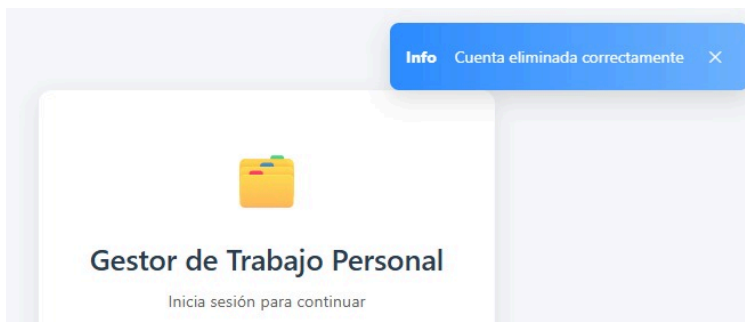 Info Cuenta eliminada correctamente
Gestor de Trabajo Personal
Inicia sesión para continuar